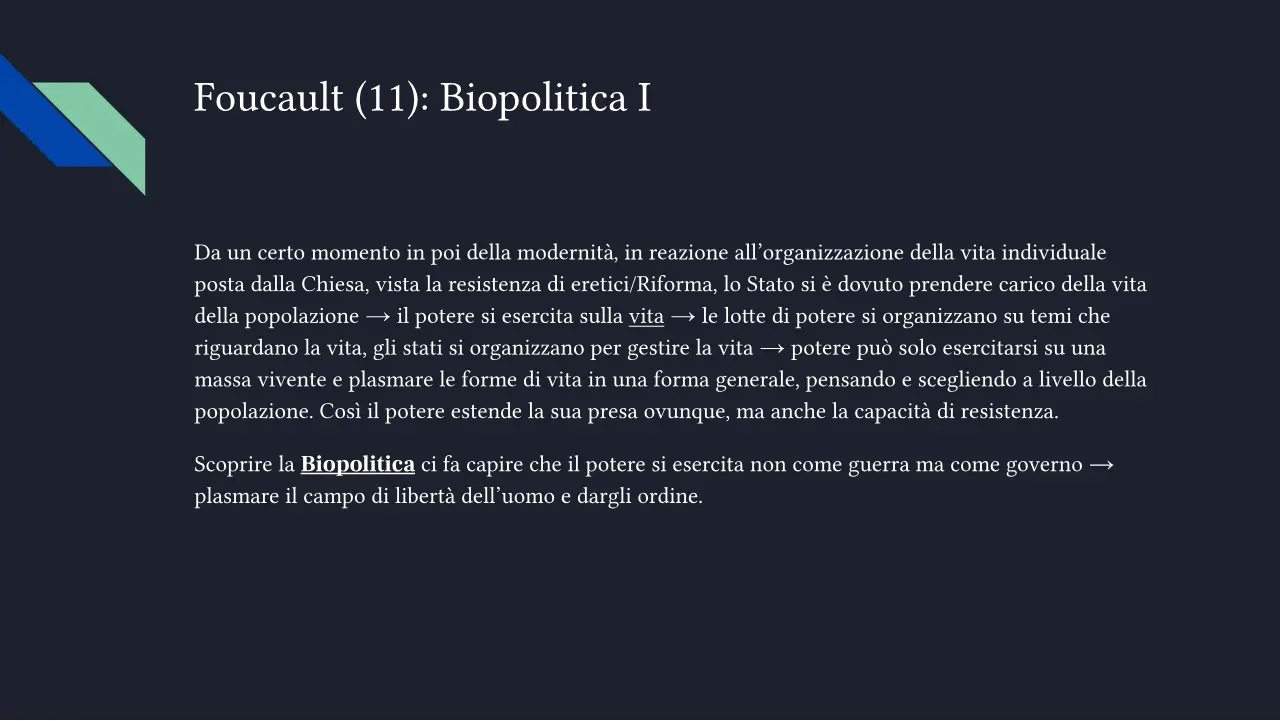 Foucault (11): Biopolitica I
Da un certo momento in poi della modernità, in reazione all’organizzazione della vita individuale
posta dalla Chiesa, vista la resistenza di eretici/Riforma, lo Stato si è dovuto prendere carico della vita
della popolazione → il potere si esercita sulla vita → le lotte di potere si organizzano su temi che
riguardano la vita, gli stati si organizzano per gestire la vita → potere può solo esercitarsi su una
massa vivente e plasmare le forme di vita in una forma generale, pensando e scegliendo a livello della
popolazione. Così il potere estende la sua presa ovunque, ma anche la capacità di resistenza.
Scoprire la Biopolitica ci fa capire che il potere si esercita non come guerra ma come governo →
plasmare il campo di libertà dell’uomo e dargli ordine.